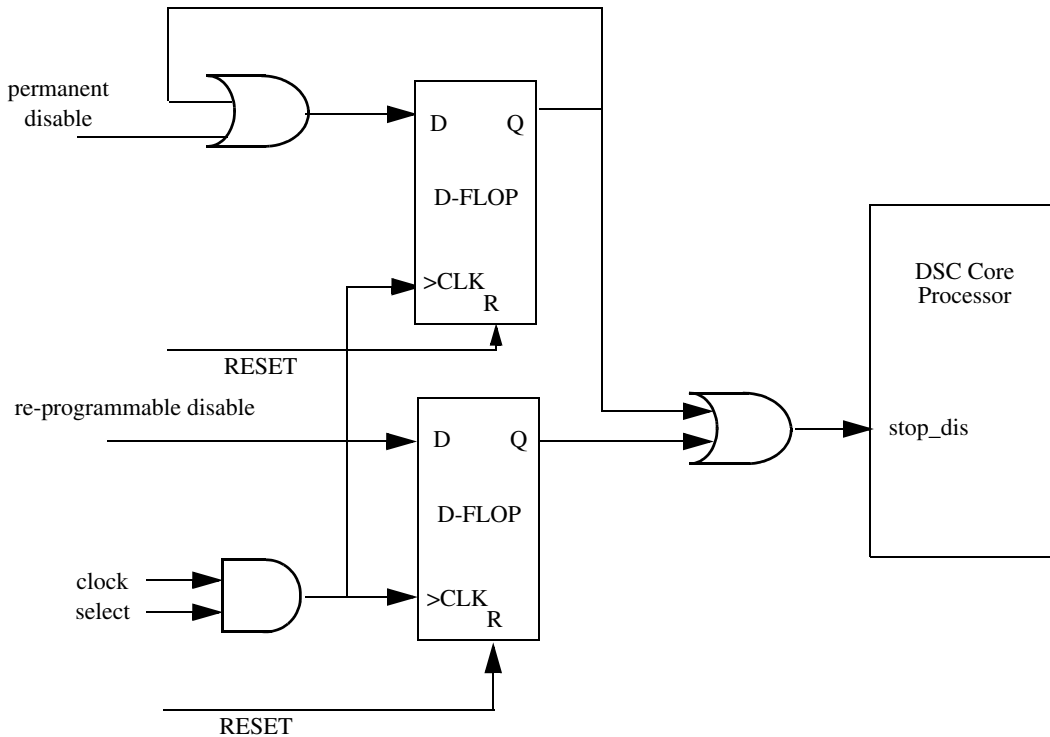 permanent
disable
D
Q
D-FLOP
>CLK
R
RESET
DSC Core
Processor
re-programmable disable
D
Q
stop_dis
D-FLOP
clock
select
>CLK
R
RESET